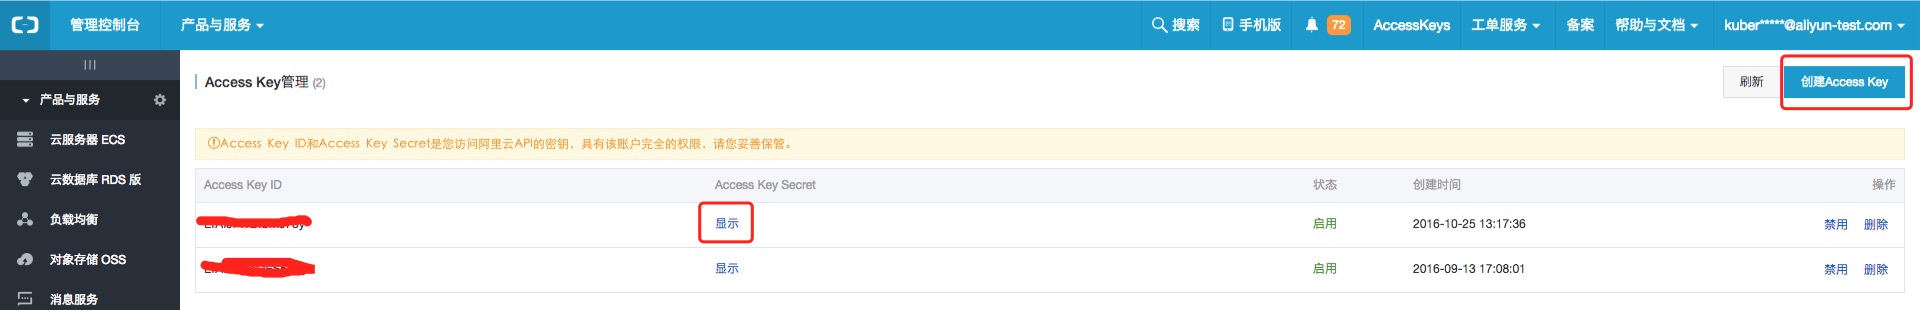 管理控制台 产品与服务 搜索 手机版 72 AccessKeys 工单服务 备案 帮助与文档 kuber*****@aliyun-test.com
产品与服务
云服务器 ECS
云数据库 RDS 版
负载均衡
对象存储 OSS
消息服务
Access Key管理 (2) 刷新 创建Access Key
Access Key ID和Access Key Secret是您访问阿里云API的密钥，具有该账户完全的权限，请您妥善保管。
Access Key ID Access Key Secret 状态 创建时间 操作
显示 启用 2016-10-25 13:17:36 禁用 删除
显示 启用 2016-09-13 17:08:01 禁用 删除